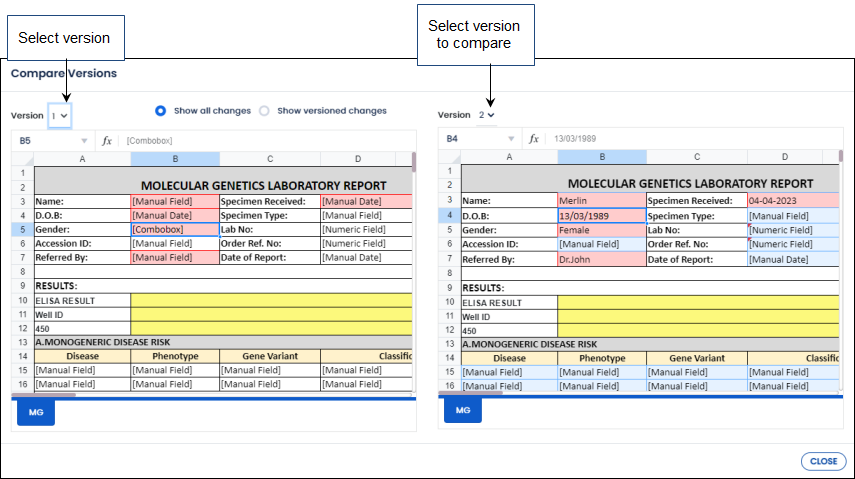 Select version
Select version
to compare
Compare Versions
Version 1 Show all changes Show versioned changes
B5 fx [Combobox]
A B C D
1
2 MOLECULAR GENETICS LABORATORY REPORT
3 Name: [Manual Field] Specimen Received: [Manual Date]
4 D.O.B: [Manual Date] Specimen Type: [Manual Field]
5 Gender: [Combobox] Lab No: [Numeric Field]
6 Accession ID: [Manual Field] Order Ref. No: [Numeric Field]
7 Referred By: [Manual Field] Date of Report: [Manual Date]
8
9 RESULTS:
10 ELISA RESULT
11 Well ID
12 450
13 A.MONOGENERIC DISEASE RISK
14 Disease Phenotype Gene Variant Classific
15 [Manual Field] [Manual Field] [Manual Field] [Manual Field]
16 [Manual Field] [Manual Field] [Manual Field] [Manual Field]
MG
Version 2
B4 fx 13/03/1989
A B C D
1
2 MOLECULAR GENETICS LABORATORY REPORT
3 Name: Merlin Specimen Received: 04-04-2023
4 D.O.B: 13/03/1989 Specimen Type: [Manual Field]
5 Gender: Female Lab No: [Numeric Field]
6 Accession ID: [Manual Field] Order Ref. No: [Numeric Field]
7 Referred By: Dr.John Date of Report: [Manual Date]
8
9 RESULTS:
10 ELISA RESULT
11 Well ID
12 450
13 A.MONOGENERIC DISEASE RISK
14 Disease Phenotype Gene Variant Classific
15 [Manual Field] [Manual Field] [Manual Field] [Manual Field]
16 [Manual Field] [Manual Field] [Manual Field] [Manual Field]
MG
CLOSE